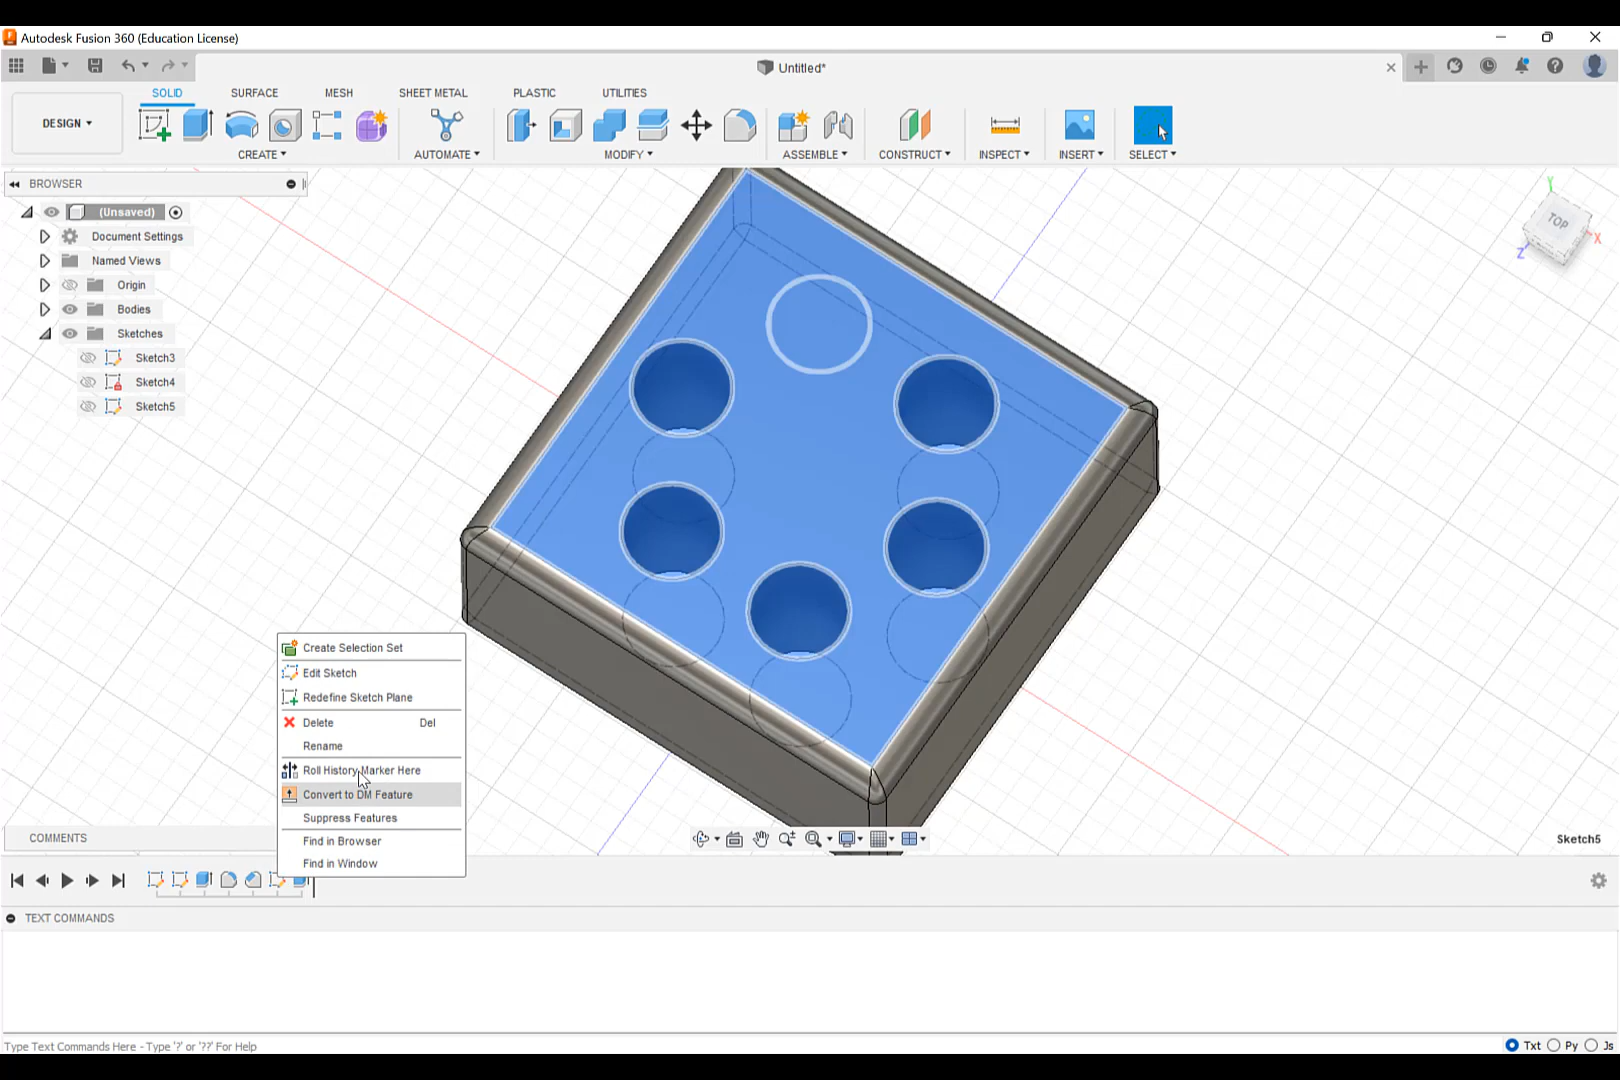 Autodesk Fusion 360 (Education License)
Untitled*
SOLID SURFACE MESH SHEET METAL PLASTIC UTILITIES
DESIGN
CREATE AUTOMATE MODIFY ASSEMBLE CONSTRUCT INSPECT INSERT SELECT
BROWSER
(Unsaved)
Document Settings
Named Views
Origin
Bodies
Sketches
Sketch3
Sketch4
Sketch5
Y
TOP
X
Z
Create Selection Set
Edit Sketch
Redefine Sketch Plane
Delete Del
Rename
Roll History Marker Here
Convert to DM Feature
Suppress Features
Find in Browser
Find in Window
COMMENTS
Sketch5
TEXT COMMANDS
Type Text Commands Here - Type '?' or '??' For Help
Txt Py Js